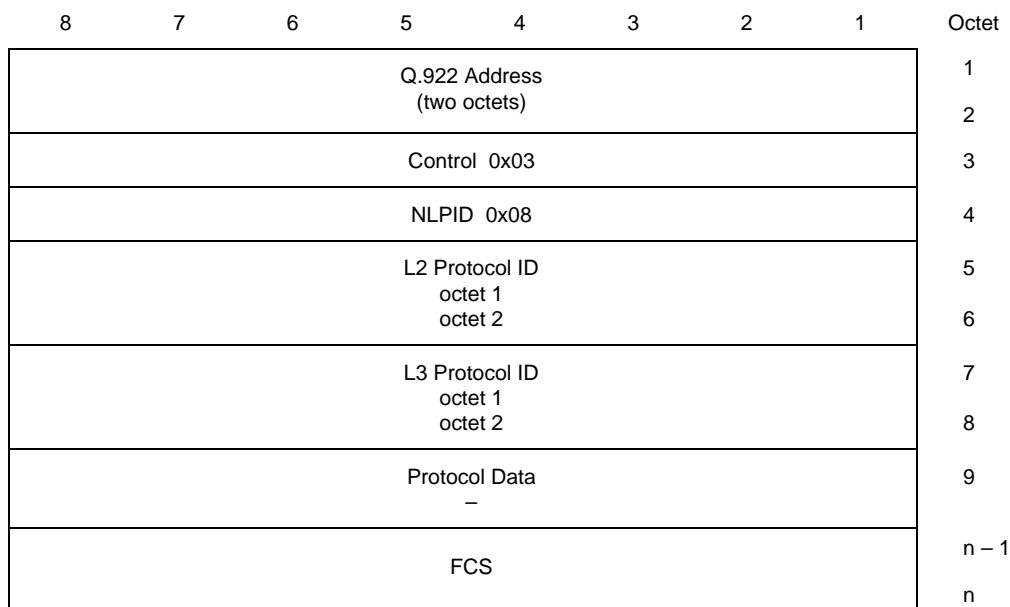 8 7 6 5 4 3 2 1 Octet
Q.922 Address 1
(two octets)
2
Control 0x03 3
NLPID 0x08 4
L2 Protocol ID 5
octet 1
octet 2 6
L3 Protocol ID 7
octet 1
octet 2 8
Protocol Data 9
–
n – 1
FCS
n